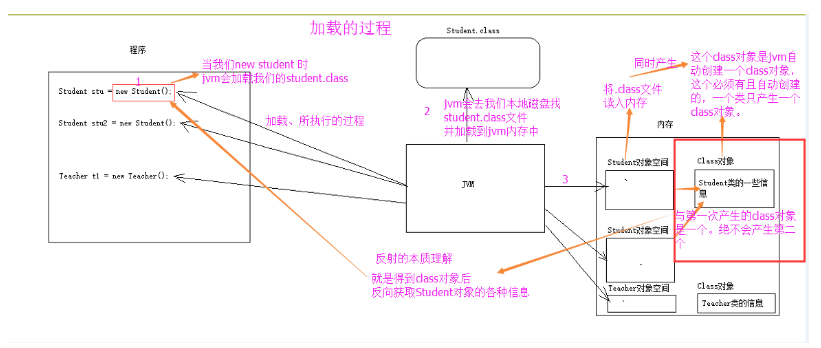 加载的过程
程序
Student stu = new Student();
Student stu2 = new Student();
Teacher t1 = new Teacher();
1
当我们new student 时
jvm会加载我们的student.class
加载、所执行的过程
Student.class
2
Jvm会去我们本地磁盘找
student.class文件
并加载到jvm内存中
JVM
3
将.class文件
读入内存
同时产生
这个class对象是jvm自
动创建一个class对象，
这个必须有且自动创建
的，一个类只产生一个
class对象。
内存
Student对象空间
Class对象
Student类的一些信
息
与第一次产生的class对象
是一个。绝不会产生第二
个
Student对象空间
Teacher对象空间
Class对象
Teacher类的信息
反射的本质理解
就是得到class对象后
反向获取Student对象的各种信息